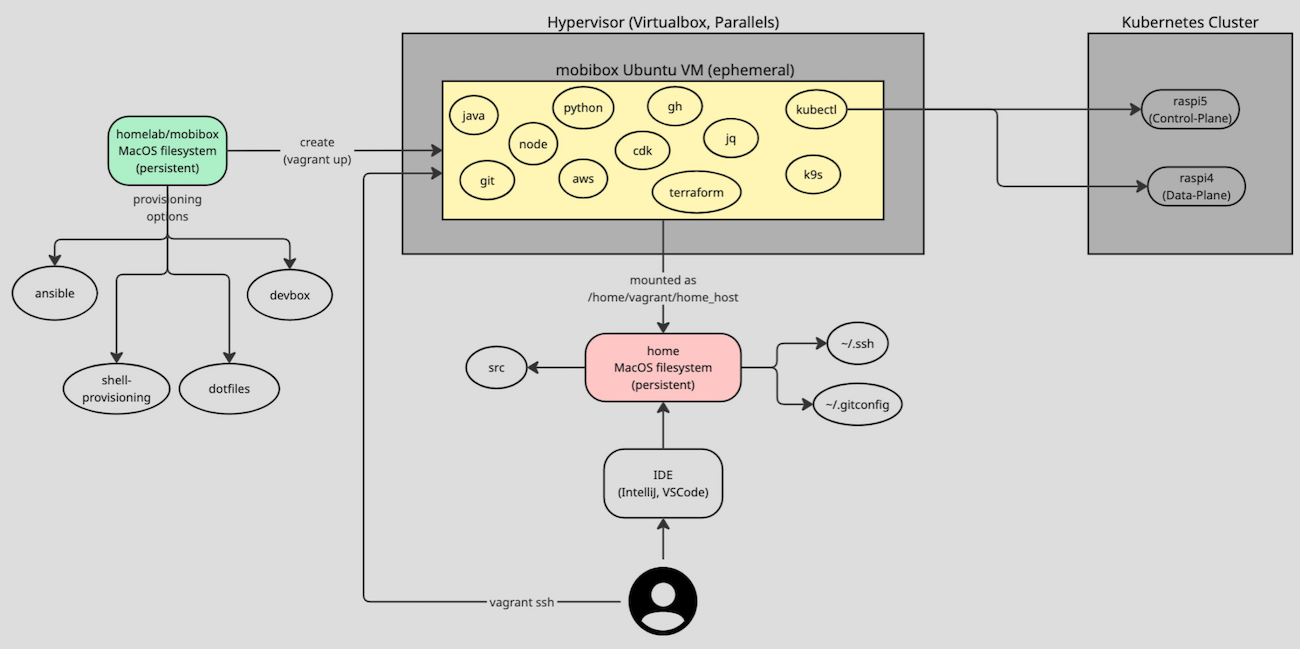 Hypervisor (Virtualbox, Parallels)
Kubernetes Cluster
mobibox Ubuntu VM (ephemeral)
java
python
gh
kubectl
node
cdk
jq
git
aws
terraform
k9s
raspi5
(Control-Plane)
raspi4
(Data-Plane)
homelab/mobibox
MacOS filesystem
(persistent)
create
(vagrant up)
provisioning
options
ansible
devbox
shell-
provisioning
dotfiles
mounted as
/home/vagrant/home_host
home
MacOS filesystem
(persistent)
src
~/.ssh
~/.gitconfig
IDE
(IntelliJ, VSCode)
vagrant ssh